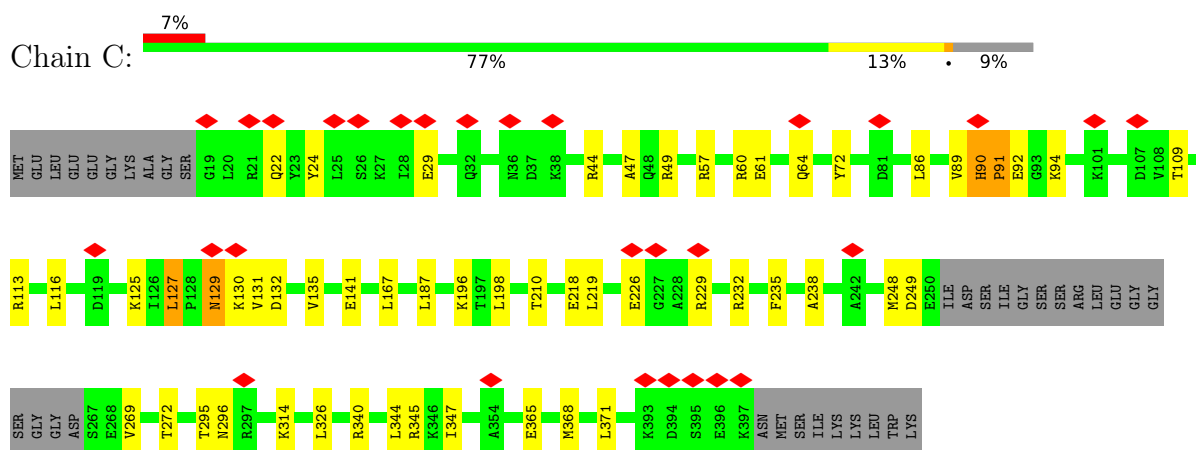 7%
Chain C:
77% 13% • 9%
MET GLU LEU GLU GLU GLY LYS ALA GLY SER G19 L20 R21 Q22 Y23 Y24 L25 S26 K27 I28 E29 Q32 N36 D37 K38 R44 A47 Q48 R49 R57 R60 E61 Q64 Y72 D81 L86 V89 H90 P91 E92 G93 K94 K101 D107 V108 T109
R113 L116 D119 K125 I126 L127 P128 N129 K130 V131 D132 V135 E141 L167 L187 K196 T197 L198 T210 E218 L219 E226 G227 A228 R229 R232 F235 A238 A242 M248 D249 E250 ILE ASP SER ILE GLY SER SER ARG LEU GLU GLY GLY
SER GLY GLY ASP S267 E268 V269 T272 T295 N296 R297 K314 L326 R340 L344 R345 K346 I347 A354 E365 M368 L371 K393 D394 S395 E396 K397 ASN MET SER ILE LYS LYS LEU TRP LYS